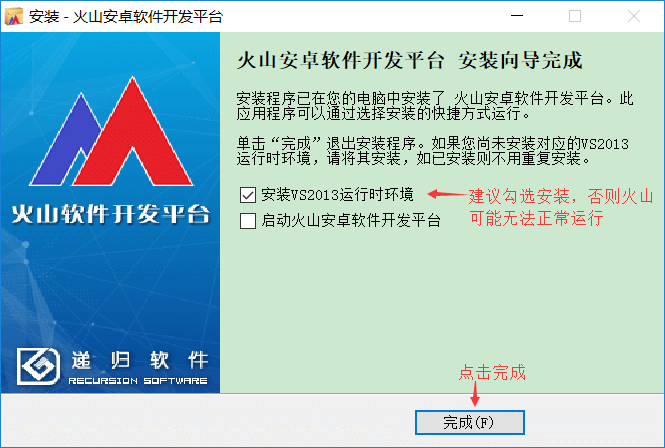 安装 - 火山安卓软件开发平台
火山安卓软件开发平台 安装向导完成
安装程序已在您的电脑中安装了 火山安卓软件开发平台。此
应用程序可以通过选择安装的快捷方式运行。
单击“完成”退出安装程序。如果您尚未安装对应的VS2013
运行时环境，请将其安装，如已安装则不用重复安装。
安装VS2013运行时环境
建议勾选安装，否则火山
可能无法正常运行
启动火山安卓软件开发平台
火山软件开发平台
递归软件
RECURSION SOFTWARE
点击完成
完成(F)